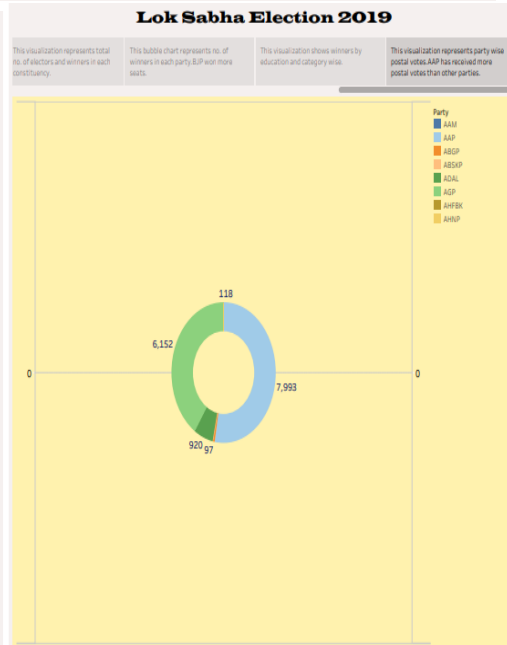 Lok Sabha Election 2019
This visualization represents total
no. of electors and winners in each
constituency.
This bubble chart represents no. of
winners in each party. BJP won more
seats.
This visualization shows winners by
education and category wise.
This visualization represents party wise
postal votes. AAP has received more
postal votes than other parties.
Party
AAM
AAP
ABGP
ABSKP
ADAL
AGP
AHFBK
AHNP
118
6,152
0
0
7,993
920
97